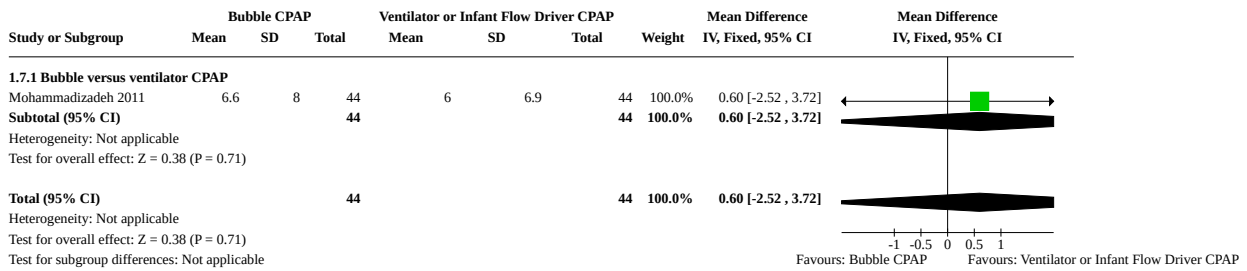 Bubble CPAP Ventilator or Infant Flow Driver CPAP Mean Difference Mean Difference
Study or Subgroup Mean SD Total Mean SD Total Weight IV, Fixed, 95% CI IV, Fixed, 95% CI
1.7.1 Bubble versus ventilator CPAP
Mohammadizadeh 2011 6.6 8 44 6 6.9 44 100.0% 0.60 [-2.52 , 3.72]
Subtotal (95% CI) 44 44 100.0% 0.60 [-2.52 , 3.72]
Heterogeneity: Not applicable
Test for overall effect: Z = 0.38 (P = 0.71)
Total (95% CI) 44 44 100.0% 0.60 [-2.52 , 3.72]
Heterogeneity: Not applicable
Test for overall effect: Z = 0.38 (P = 0.71)
-1 -0.5 0 0.5 1
Test for subgroup differences: Not applicable Favours: Bubble CPAP Favours: Ventilator or Infant Flow Driver CPAP